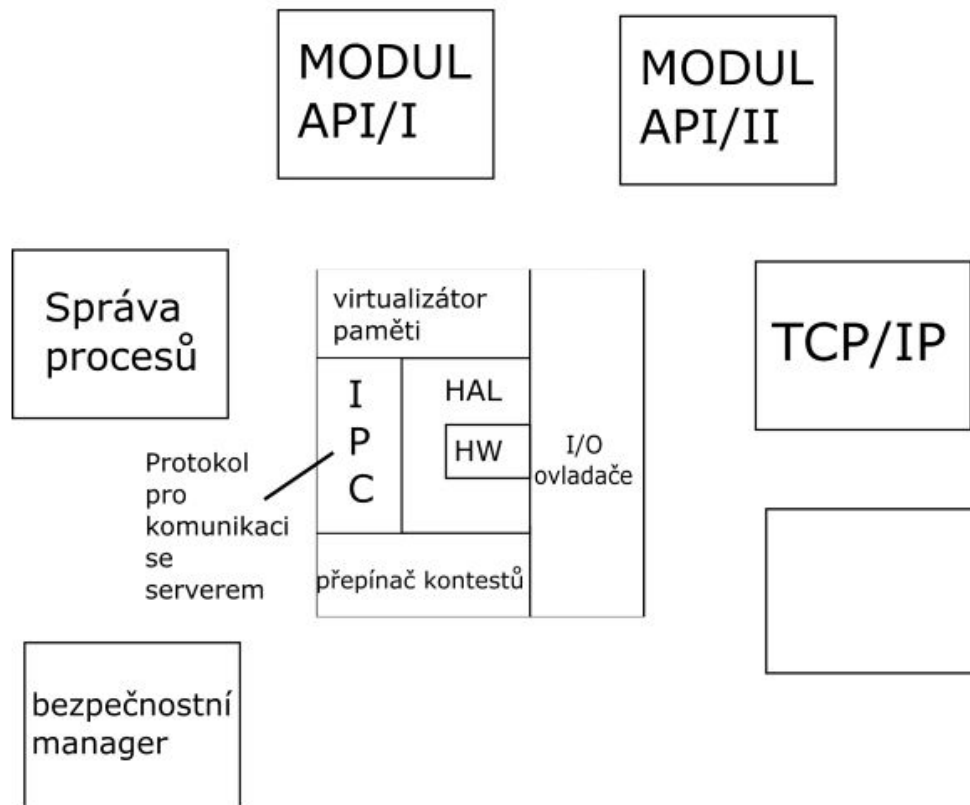 MODUL
API/I
MODUL
API/II
Správa
procesů
virtualizátor
paměti
I
P
C
HAL
HW
I/O
ovladače
TCP/IP
Protokol
pro
komunikaci
se
serverem
přepínač kontestů
bezpečnostní
manager